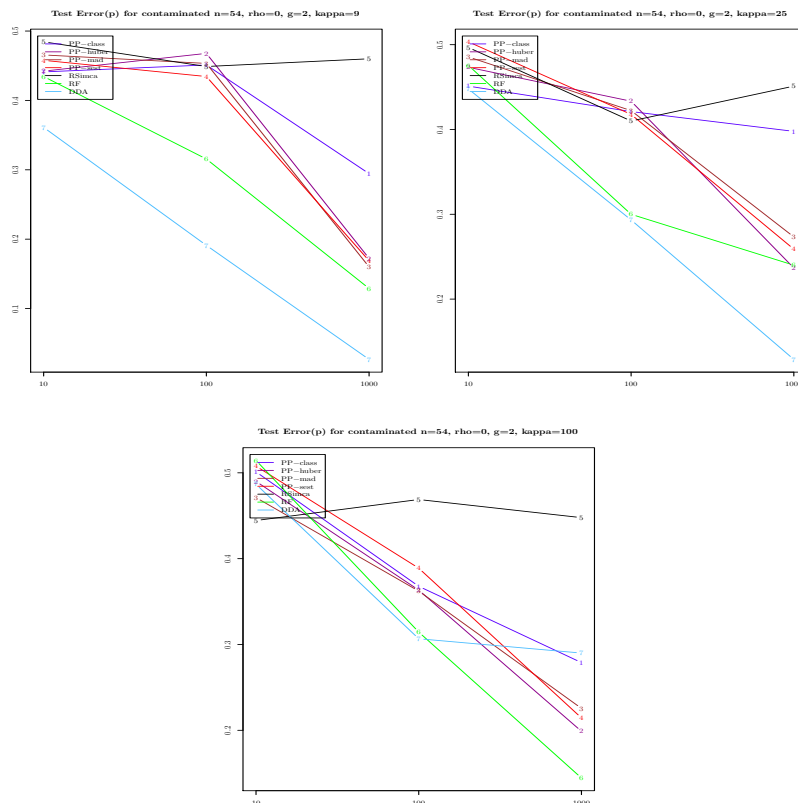 Test Error(p) for contaminated n=54, rho=0, g=2, kappa=9
0.5
0.4
0.3
0.2
0.1
10
100
1000
PP−class
PP−huber
PP−mad
PP−sest
RSimca
RF
DDA
Test Error(p) for contaminated n=54, rho=0, g=2, kappa=25
0.5
0.4
0.3
0.2
10
100
100
PP−class
PP−huber
PP−mad
PP−sest
RSimca
RF
DDA
Test Error(p) for contaminated n=54, rho=0, g=2, kappa=100
0.5
0.4
0.3
0.2
10
100
1000
PP−class
PP−huber
PP−mad
PP−sest
RSimca
RF
DDA